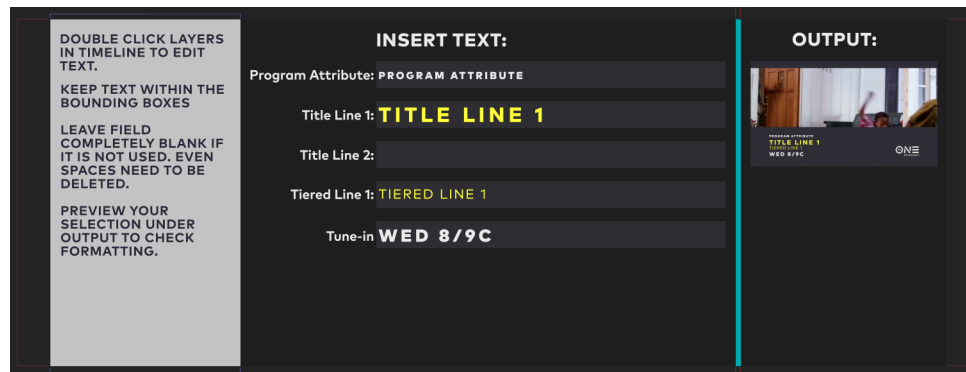 DOUBLE CLICK LAYERS
IN TIMELINE TO EDIT
TEXT.
KEEP TEXT WITHIN THE
BOUNDING BOXES
LEAVE FIELD
COMPLETELY BLANK IF
IT IS NOT USED. EVEN
SPACES NEED TO BE
DELETED.
PREVIEW YOUR
SELECTION UNDER
OUTPUT TO CHECK
FORMATTING.
INSERT TEXT:
Program Attribute: PROGRAM ATTRIBUTE
Title Line 1: TITLE LINE 1
Title Line 2:
Tiered Line 1: TIERED LINE 1
Tune-in WED 8/9C
OUTPUT:
PROGRAM ATTRIBUTE
TITLE LINE 1
TIERED LINE 1
WED 8/9C
ONE